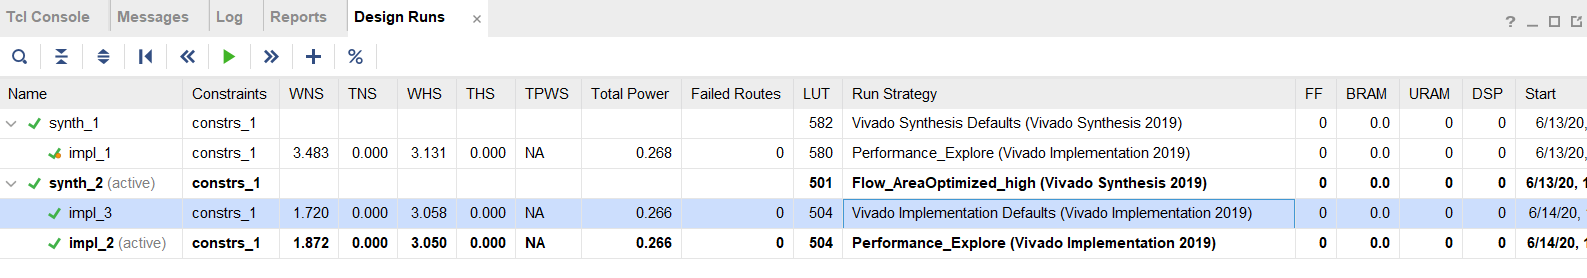 Tcl Console Messages Log Reports Design Runs ×
? _
Name Constraints WNS TNS WHS THS TPWS Total Power Failed Routes LUT Run Strategy FF BRAM URAM DSP Start
synth_1 constrs_1 582 Vivado Synthesis Defaults (Vivado Synthesis 2019) 0 0.0 0 0 6/13/20,
impl_1 constrs_1 3.483 0.000 3.131 0.000 NA 0.268 0 580 Performance_Explore (Vivado Implementation 2019) 0 0.0 0 0 6/13/20,
synth_2 (active) constrs_1 501 Flow_AreaOptimized_high (Vivado Synthesis 2019) 0 0.0 0 0 6/13/20, 1
impl_3 constrs_1 1.720 0.000 3.058 0.000 NA 0.266 0 504 Vivado Implementation Defaults (Vivado Implementation 2019) 0 0.0 0 0 6/14/20,
impl_2 (active) constrs_1 1.872 0.000 3.050 0.000 NA 0.266 0 504 Performance_Explore (Vivado Implementation 2019) 0 0.0 0 0 6/14/20, 1